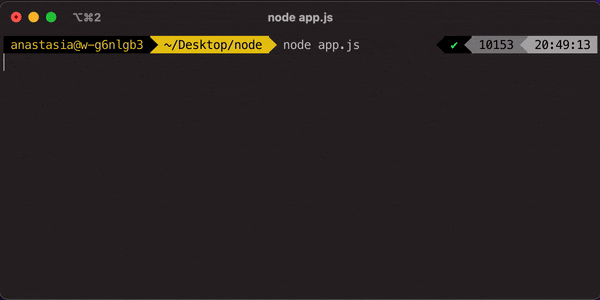 ⌥⌘2 node app.js
anastasia@w-g6nlgb3 ~/Desktop/node node app.js ✔ 10153 20:49:13